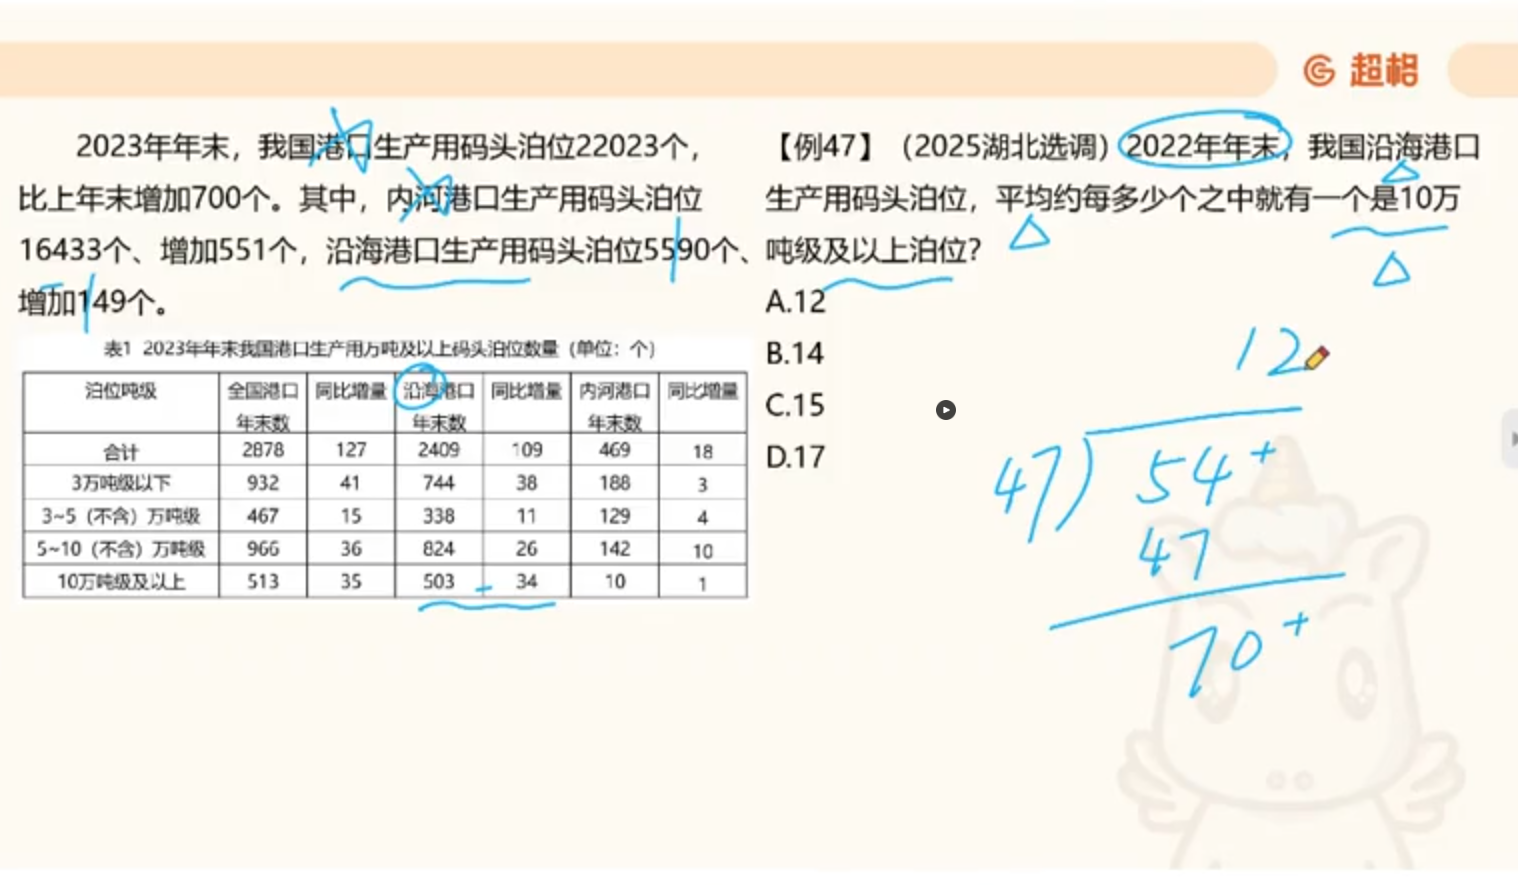 超格
2023年年末，我国港口生产用码头泊位22023个，
比上年末增加700个。其中，内河港口生产用码头泊位
16433个、增加551个，沿海港口生产用码头泊位5590个、
增加149个。
表1 2023年年末我国港口生产用万吨及以上码头泊位数量（单位：个）
泊位吨级 全国港口年末数 同比增量 沿海港口年末数 同比增量 内河港口年末数 同比增量
合计 2878 127 2409 109 469 18
3万吨级以下 932 41 744 38 188 3
3~5（不含）万吨级 467 15 338 11 129 4
5~10（不含）万吨级 966 36 824 26 142 10
10万吨级及以上 513 35 503 34 10 1
【例47】（2025湖北选调）2022年年末，我国沿海港口
生产用码头泊位，平均约每多少个之中就有一个是10万
吨级及以上泊位？
A.12
B.14
C.15
D.17
12
47)54+
47
70+